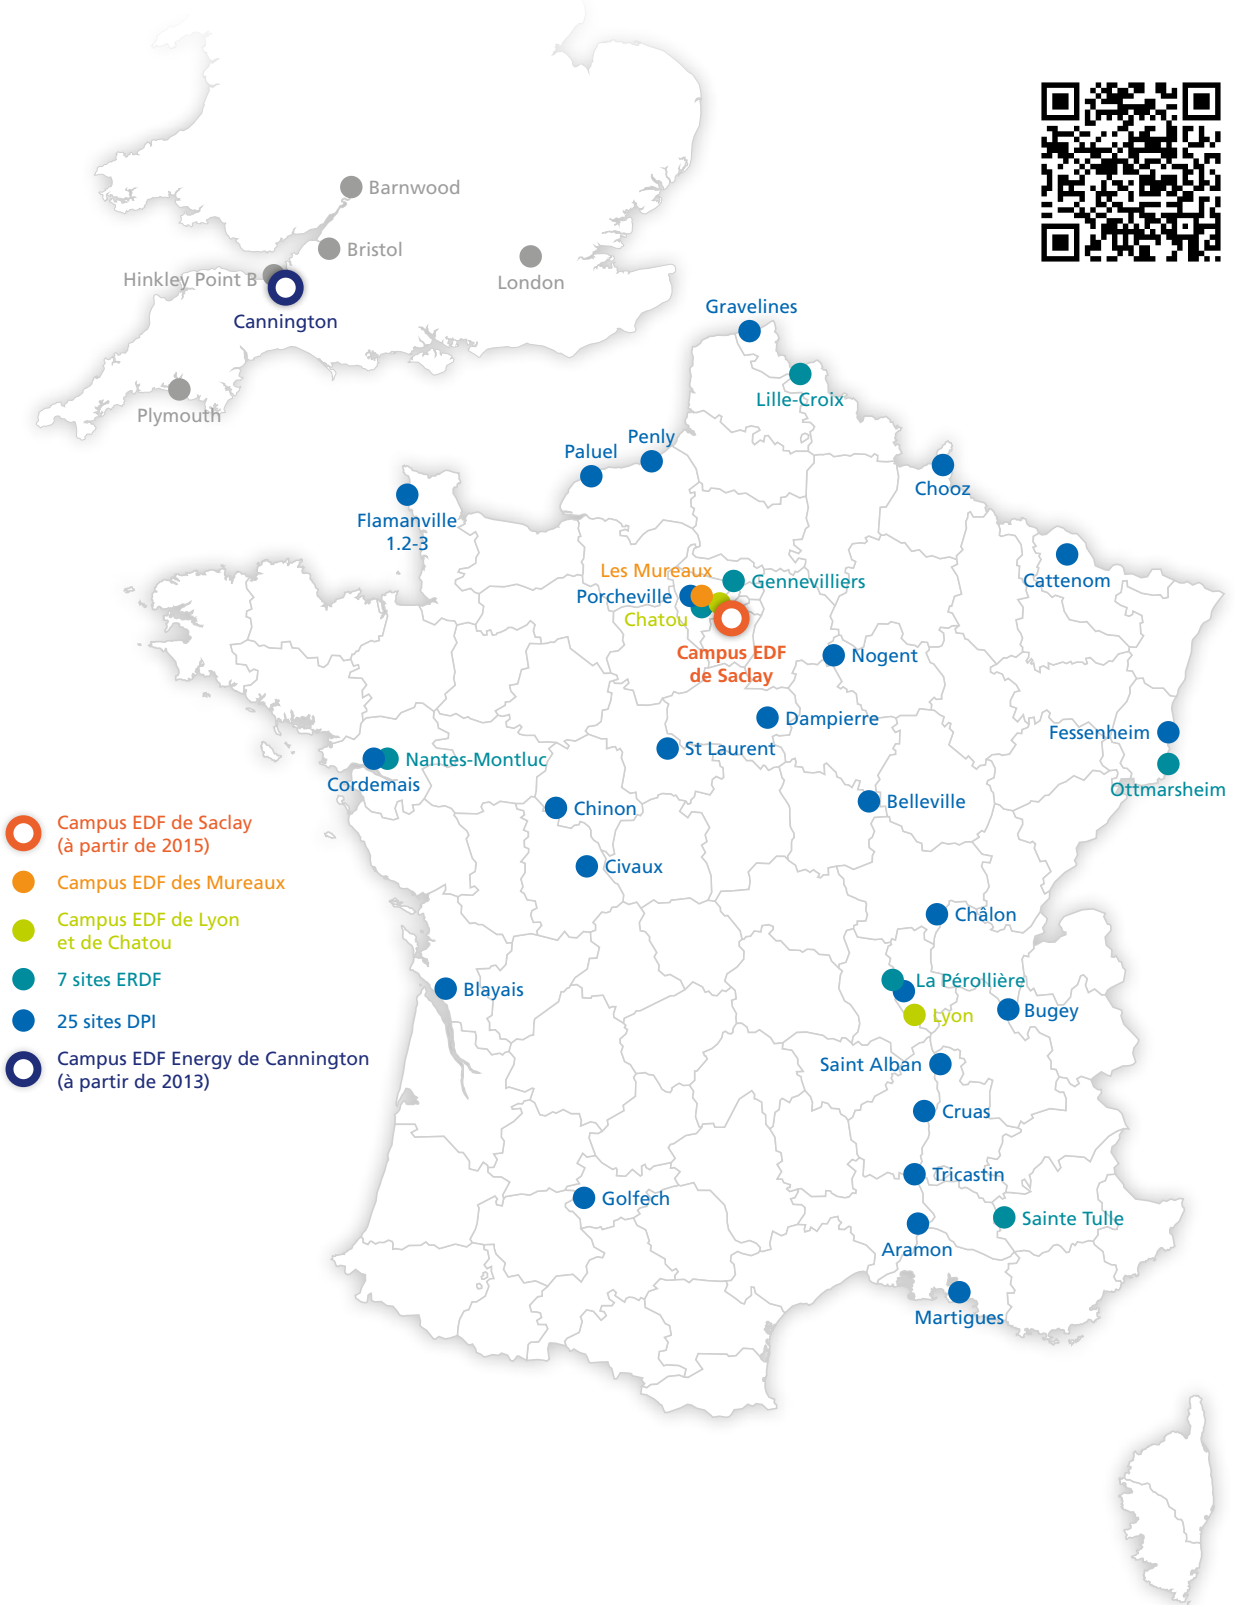 Barnwood
Bristol
Hinkley Point B
London
Cannington
Plymouth
Gravelines
Lille-Croix
Penly
Paluel
Chooz
Flamanville
1.2-3
Cattenom
Les Mureaux
Gennevilliers
Porcheville
Chatou
Campus EDF
de Saclay
Nogent
Dampierre
Fessenheim
St Laurent
Nantes-Montluc
Cordemais
Ottmarsheim
Belleville
Chinon
Civaux
Châlon
La Pérollière
Blayais
Bugey
Lyon
Saint Alban
Cruas
Tricastin
Golfech
Sainte Tulle
Aramon
Martigues
Campus EDF de Saclay
(à partir de 2015)
Campus EDF des Mureaux
Campus EDF de Lyon
et de Chatou
7 sites ERDF
25 sites DPI
Campus EDF Energy de Cannington
(à partir de 2013)